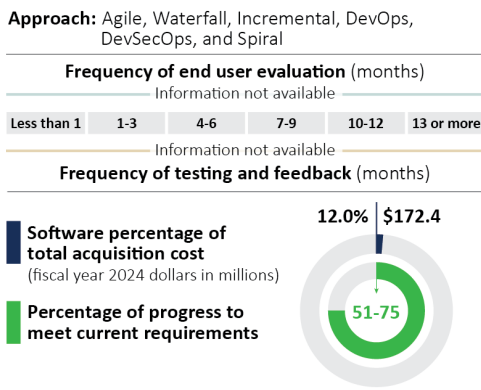 Approach: Agile, Waterfall, Incremental, DevOps,
DevSecOps, and Spiral
Frequency of end user evaluation (months)
Information not available
Less than 1 1-3 4-6 7-9 10-12 13 or more
Information not available
Frequency of testing and feedback (months)
12.0% $172.4
Software percentage of
total acquisition cost
(fiscal year 2024 dollars in millions)
51-75
Percentage of progress to
meet current requirements